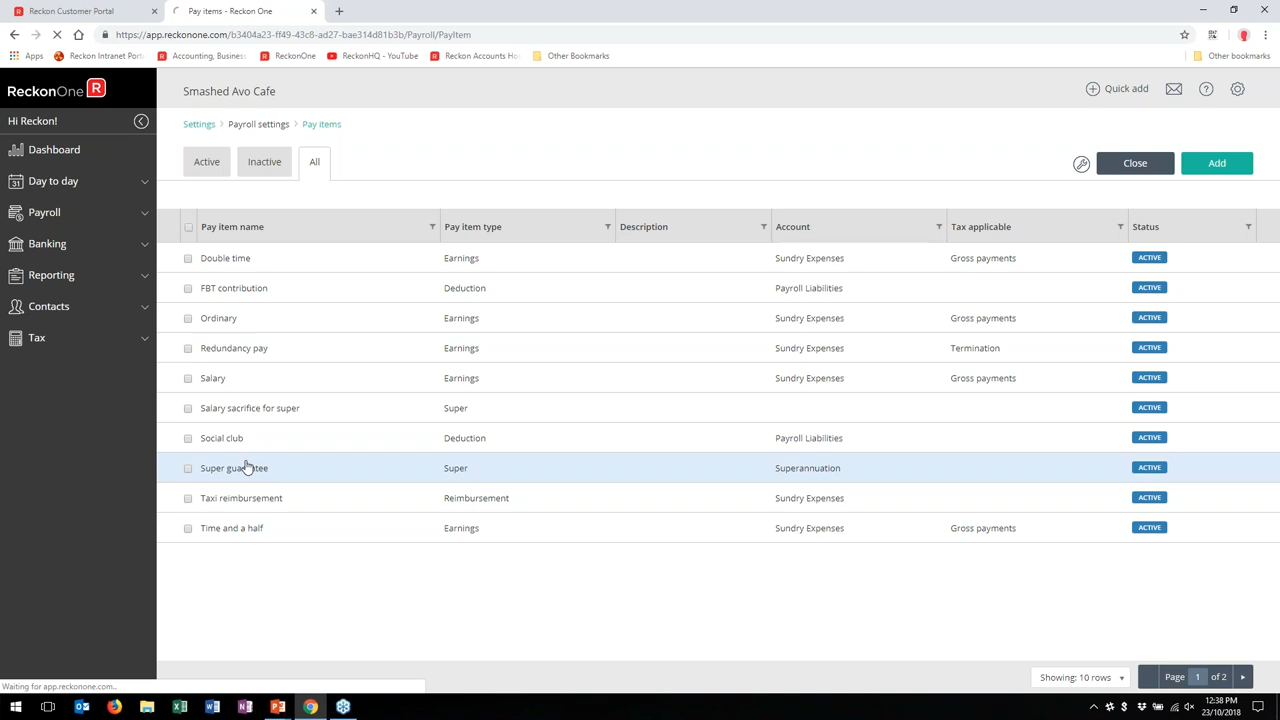 Reckon Customer Portal
Pay items - Reckon One
https://app.reckonone.com/b3404a23-ff49-43c8-ad27-bae314d81b3b/Payroll/PayItem
Apps Reckon Intranet Port Accounting, Busines ReckonOne ReckonHQ - YouTube Reckon Accounts Ho Other Bookmarks Other bookmarks
ReckonOne R
Smashed Avo Cafe
Quick add
Hi Reckon!
Settings > Payroll settings > Pay items
Dashboard
Day to day
Payroll
Banking
Reporting
Contacts
Tax
Active Inactive All Close Add
Pay item name Pay item type Description Account Tax applicable Status
Double time Earnings Sundry Expenses Gross payments ACTIVE
FBT contribution Deduction Payroll Liabilities ACTIVE
Ordinary Earnings Sundry Expenses Gross payments ACTIVE
Redundancy pay Earnings Sundry Expenses Termination ACTIVE
Salary Earnings Sundry Expenses Gross payments ACTIVE
Salary sacrifice for super Super ACTIVE
Social club Deduction Payroll Liabilities ACTIVE
Super guarantee Super Superannuation ACTIVE
Taxi reimbursement Reimbursement Sundry Expenses ACTIVE
Time and a half Earnings Sundry Expenses Gross payments ACTIVE
Showing: 10 rows Page 1 of 2
Waiting for app.reckonone.com...
12:38 PM
23/10/2018